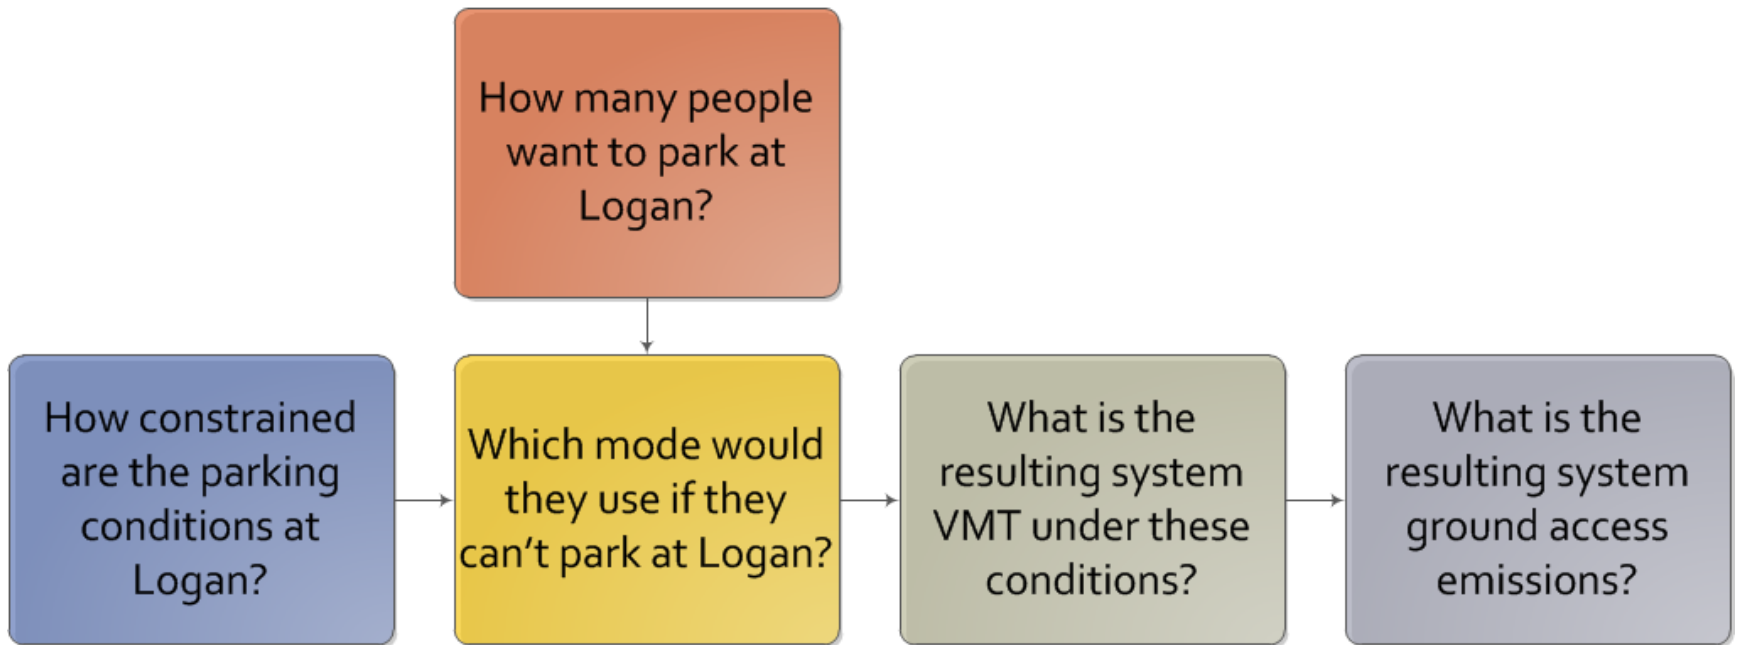 How many people
want to park at
Logan?
How constrained
are the parking
conditions at
Logan?
Which mode would
they use if they
can’t park at Logan?
What is the
resulting system
VMT under these
conditions?
What is the
resulting system
ground access
emissions?